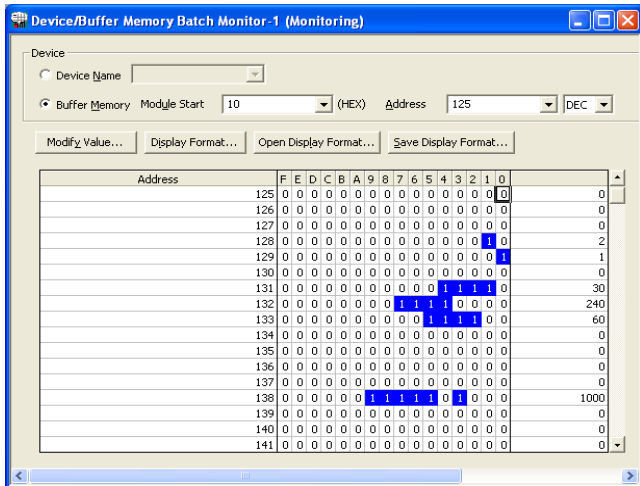 Device/Buffer Memory Batch Monitor-1 (Monitoring)
Device
Device Name
Buffer Memory Module Start 10 (HEX) Address 125 DEC
Modify Value... Display Format... Open Display Format... Save Display Format...
Address F E D C B A 9 8 7 6 5 4 3 2 1 0
125 0 0 0 0 0 0 0 0 0 0 0 0 0 0 0 0 0
126 0 0 0 0 0 0 0 0 0 0 0 0 0 0 0 0 0
127 0 0 0 0 0 0 0 0 0 0 0 0 0 0 0 0 0
128 0 0 0 0 0 0 0 0 0 0 0 0 0 0 1 0 2
129 0 0 0 0 0 0 0 0 0 0 0 0 0 0 0 1 1
130 0 0 0 0 0 0 0 0 0 0 0 0 0 0 0 0 0
131 0 0 0 0 0 0 0 0 0 0 0 1 1 1 1 0 30
132 0 0 0 0 0 0 0 0 1 1 1 1 0 0 0 0 240
133 0 0 0 0 0 0 0 0 0 0 1 1 1 1 0 0 60
134 0 0 0 0 0 0 0 0 0 0 0 0 0 0 0 0 0
135 0 0 0 0 0 0 0 0 0 0 0 0 0 0 0 0 0
136 0 0 0 0 0 0 0 0 0 0 0 0 0 0 0 0 0
137 0 0 0 0 0 0 0 0 0 0 0 0 0 0 0 0 0
138 0 0 0 0 0 0 1 1 1 1 1 0 1 0 0 0 1000
139 0 0 0 0 0 0 0 0 0 0 0 0 0 0 0 0 0
140 0 0 0 0 0 0 0 0 0 0 0 0 0 0 0 0 0
141 0 0 0 0 0 0 0 0 0 0 0 0 0 0 0 0 0